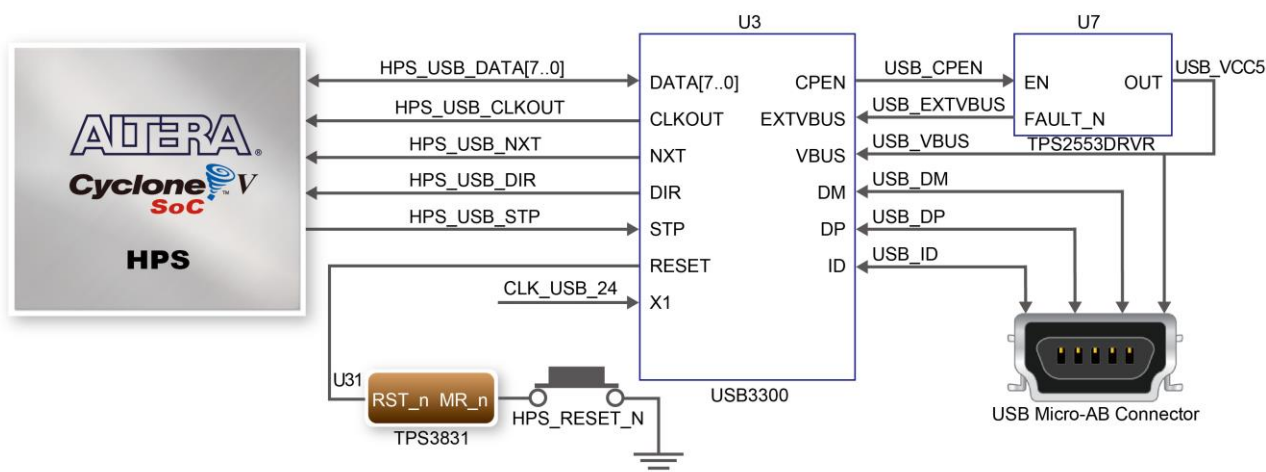 U3
U7
HPS_USB_DATA[7..0]
DATA[7..0]
CPEN
USB_CPEN
EN
OUT
USB_VCC5
HPS_USB_CLKOUT
CLKOUT
EXTVBUS
USB_EXTVBUS
FAULT_N
TPS2553DRVR
ALTERA.
Cyclone V
SoC
HPS
HPS_USB_NXT
NXT
VBUS
USB_VBUS
HPS_USB_DIR
DIR
DM
USB_DM
HPS_USB_STP
STP
DP
USB_DP
RESET
ID
USB_ID
CLK_USB_24
X1
USB3300
U31
RST_n MR_n
TPS3831
HPS_RESET_N
USB Micro-AB Connector